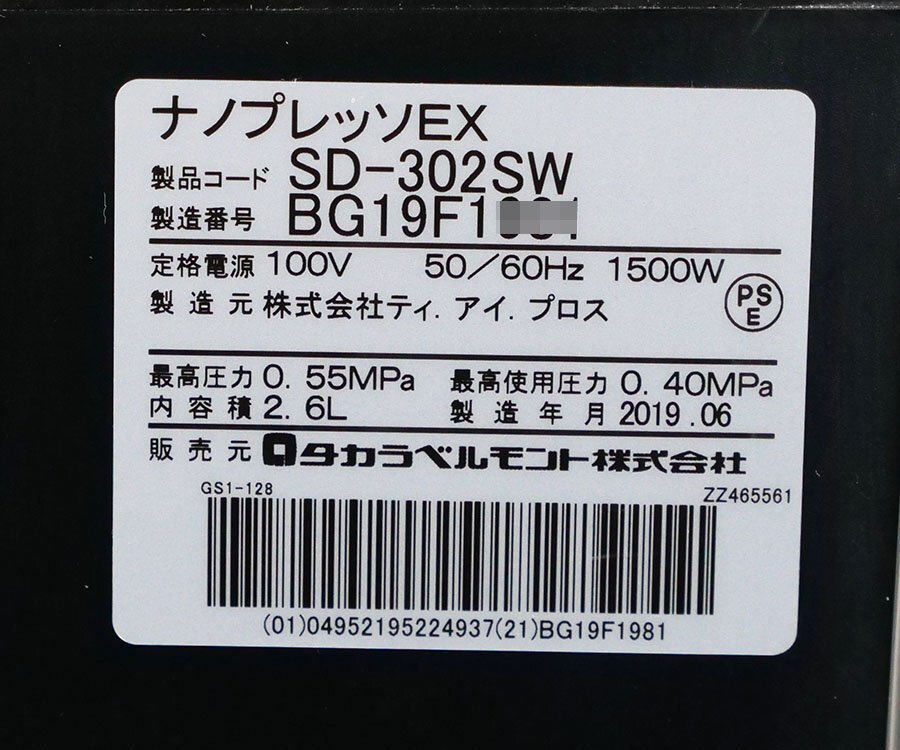 ナノプレッソEX
製品コード SD-302SW
製造番号 BG19F1
定格電源 100V 50/60Hz 1500W
製造元 株式会社ティ.アイ.プロス
PS
E
最高圧力 0.55MPa 最高使用圧力 0.40MPa
内容積 2.6L 製造年月 2019.06
販売元 タカラベルモント株式会社
GS1-128 ZZ465561
(01)04952195224937(21)BG19F1981